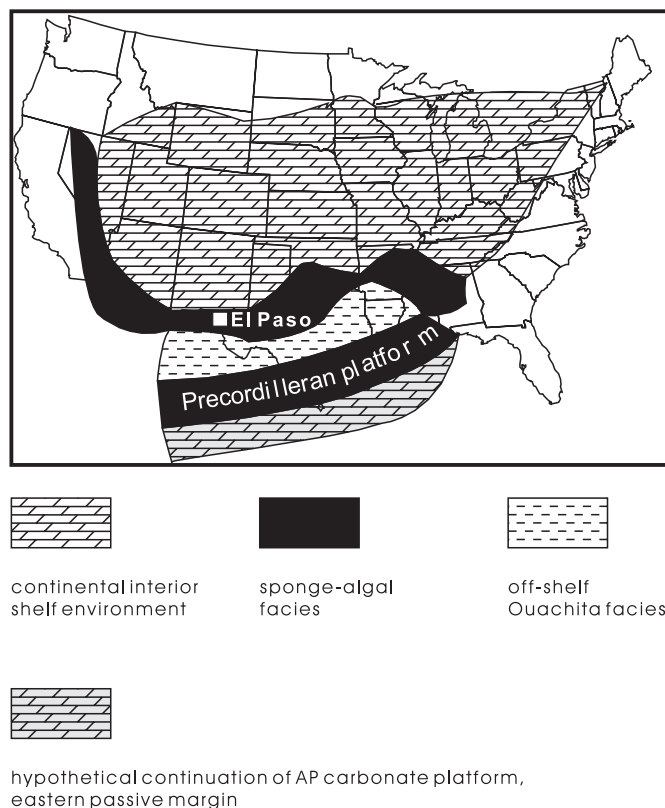 El Paso
Precordilleran platform
continental interior
shelf environment
sponge-algal
facies
off-shelf
Ouachita facies
hypothetical continuation of AP carbonate platform,
eastern passive margin